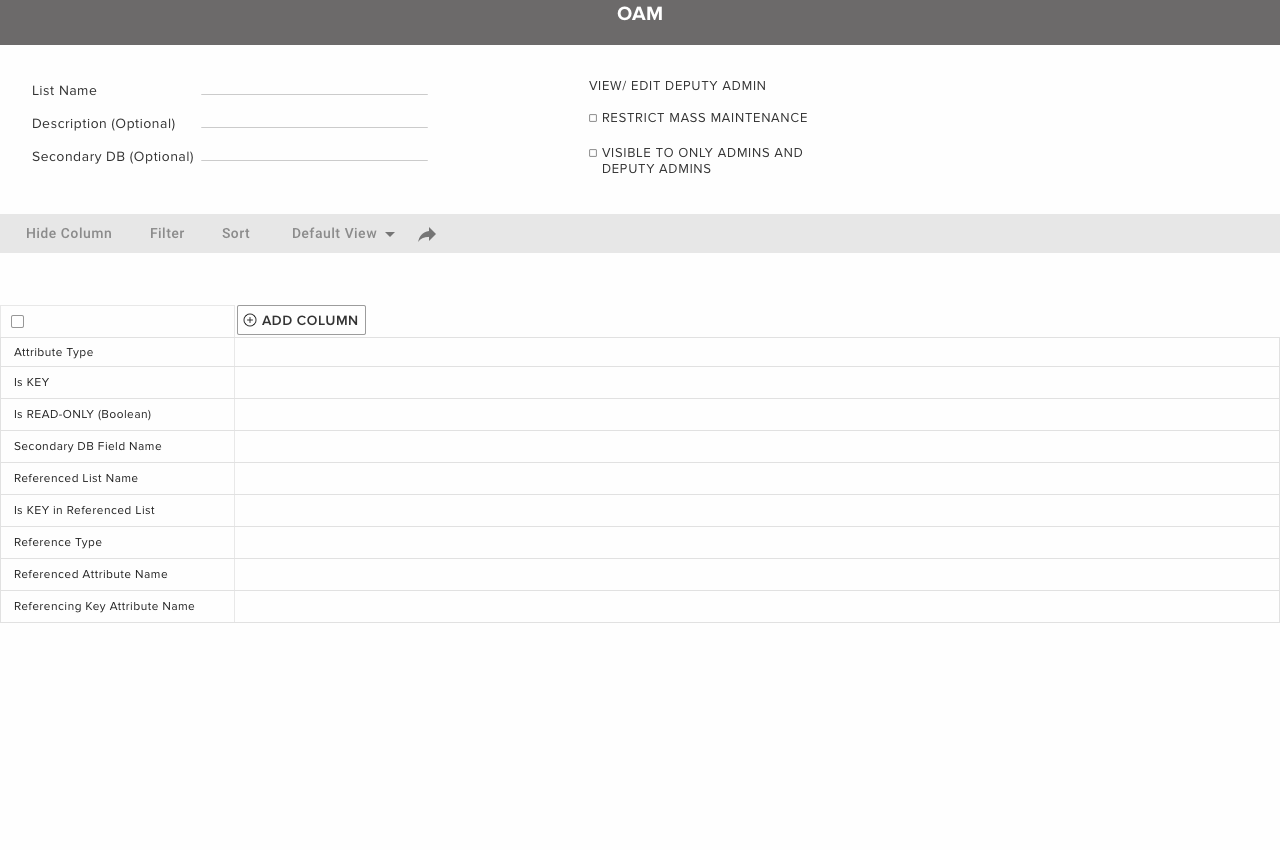 OAM
List Name
Description (Optional)
Secondary DB (Optional)
VIEW/ EDIT DEPUTY ADMIN
RESTRICT MASS MAINTENANCE
VISIBLE TO ONLY ADMINS AND
DEPUTY ADMINS
Hide Column Filter Sort Default View
ADD COLUMN
Attribute Type
Is KEY
Is READ-ONLY (Boolean)
Secondary DB Field Name
Referenced List Name
Is KEY in Referenced List
Reference Type
Referenced Attribute Name
Referencing Key Attribute Name